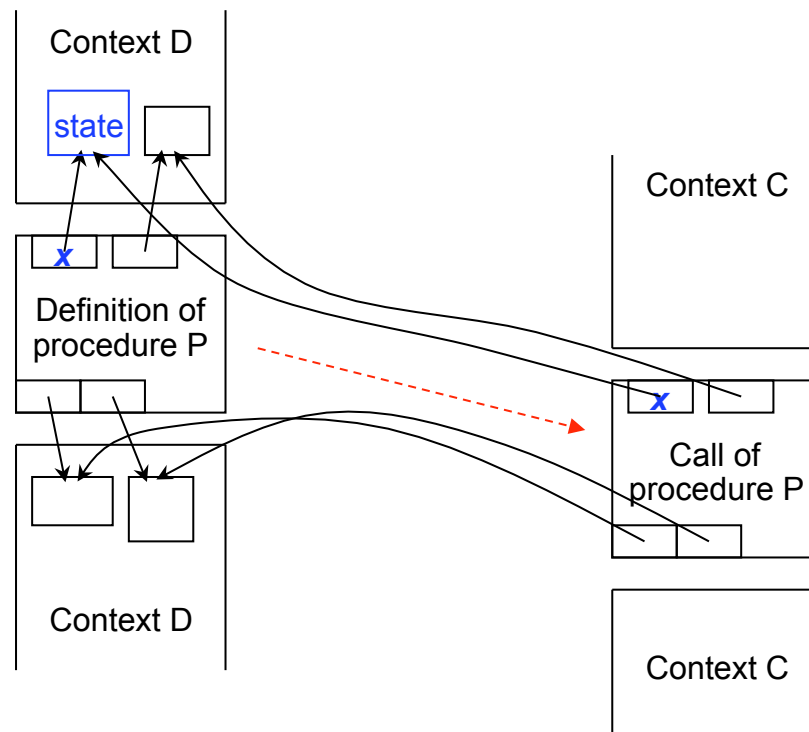 Context D
state
x
Definition of
procedure P
Context D
Context C
x
Call of
procedure P
Context C